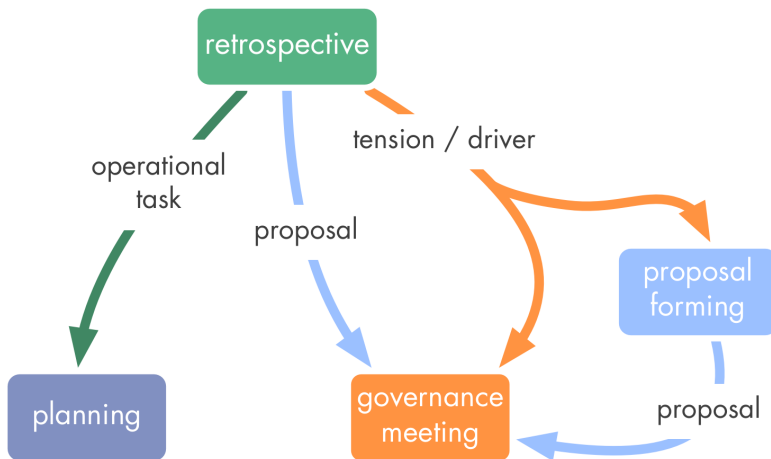 retrospective
tension / driver
operational
task
proposal
proposal
forming
planning
governance
meeting
proposal